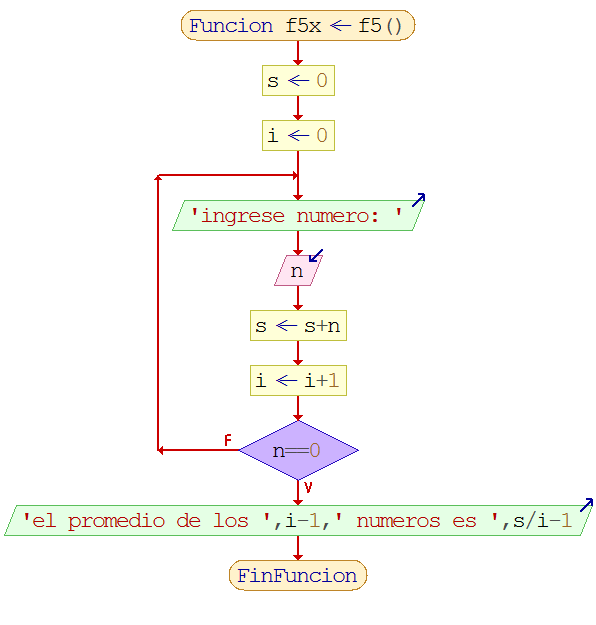 Funcion f5x ← f5()
s ← 0
i ← 0
'ingrese numero: '
n
s ← s+n
i ← i+1
n==0
F
V
'el promedio de los ',i-1,' numeros es ',s/i-1
FinFuncion